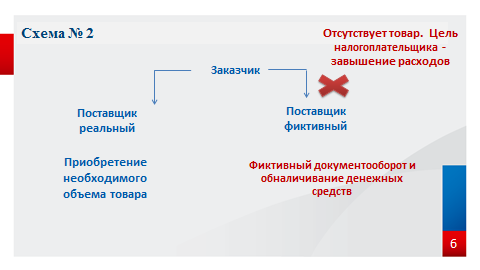 Схема № 2
Отсутствует товар. Цель
налогоплательщика -
завышение расходов
Заказчик
Поставщик
реальный
Поставщик
фиктивный
Приобретение
необходимого
объема товара
Фиктивный документооборот и
обналичивание денежных
средств
6